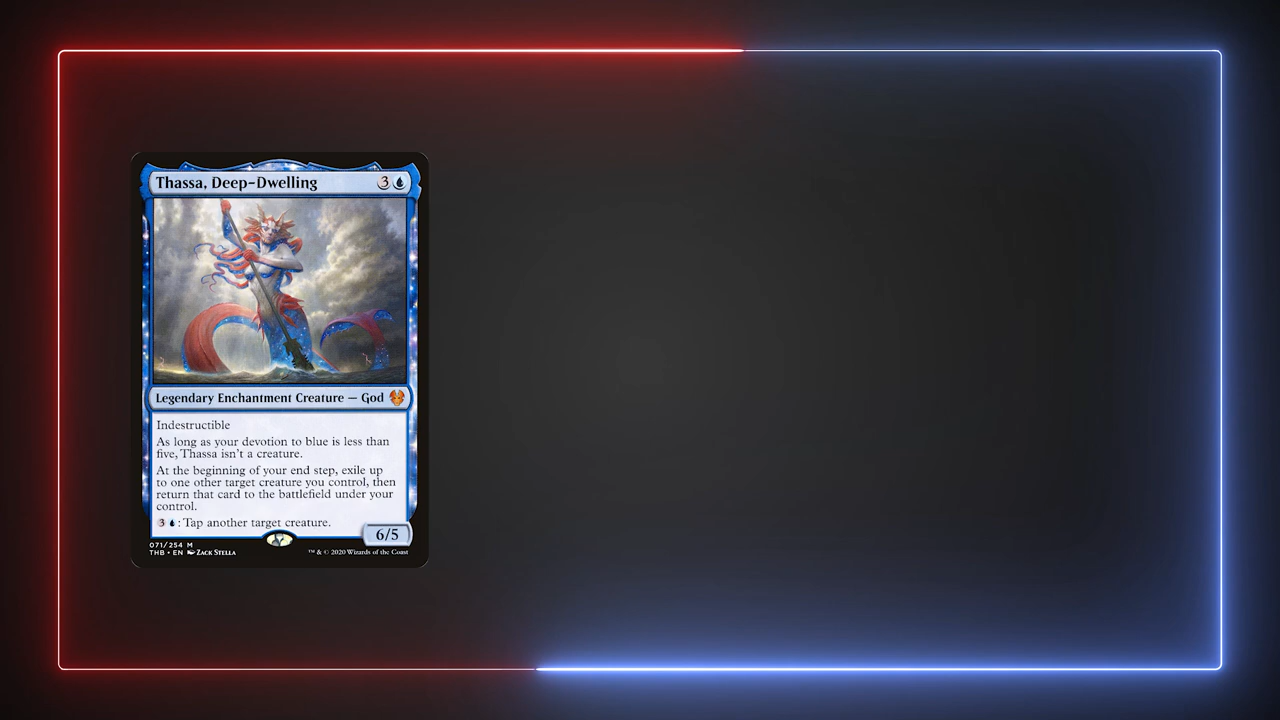 Thassa, Deep-Dwelling 3
Legendary Enchantment Creature — God
Indestructible
As long as your devotion to blue is less than
five, Thassa isn't a creature.
At the beginning of your end step, exile up
to one other target creature you control, then
return that card to the battlefield under your
control.
3 : Tap another target creature.
6/5
071/254 M
THB • EN Zack Stella ™ & © 2020 Wizards of the Coast